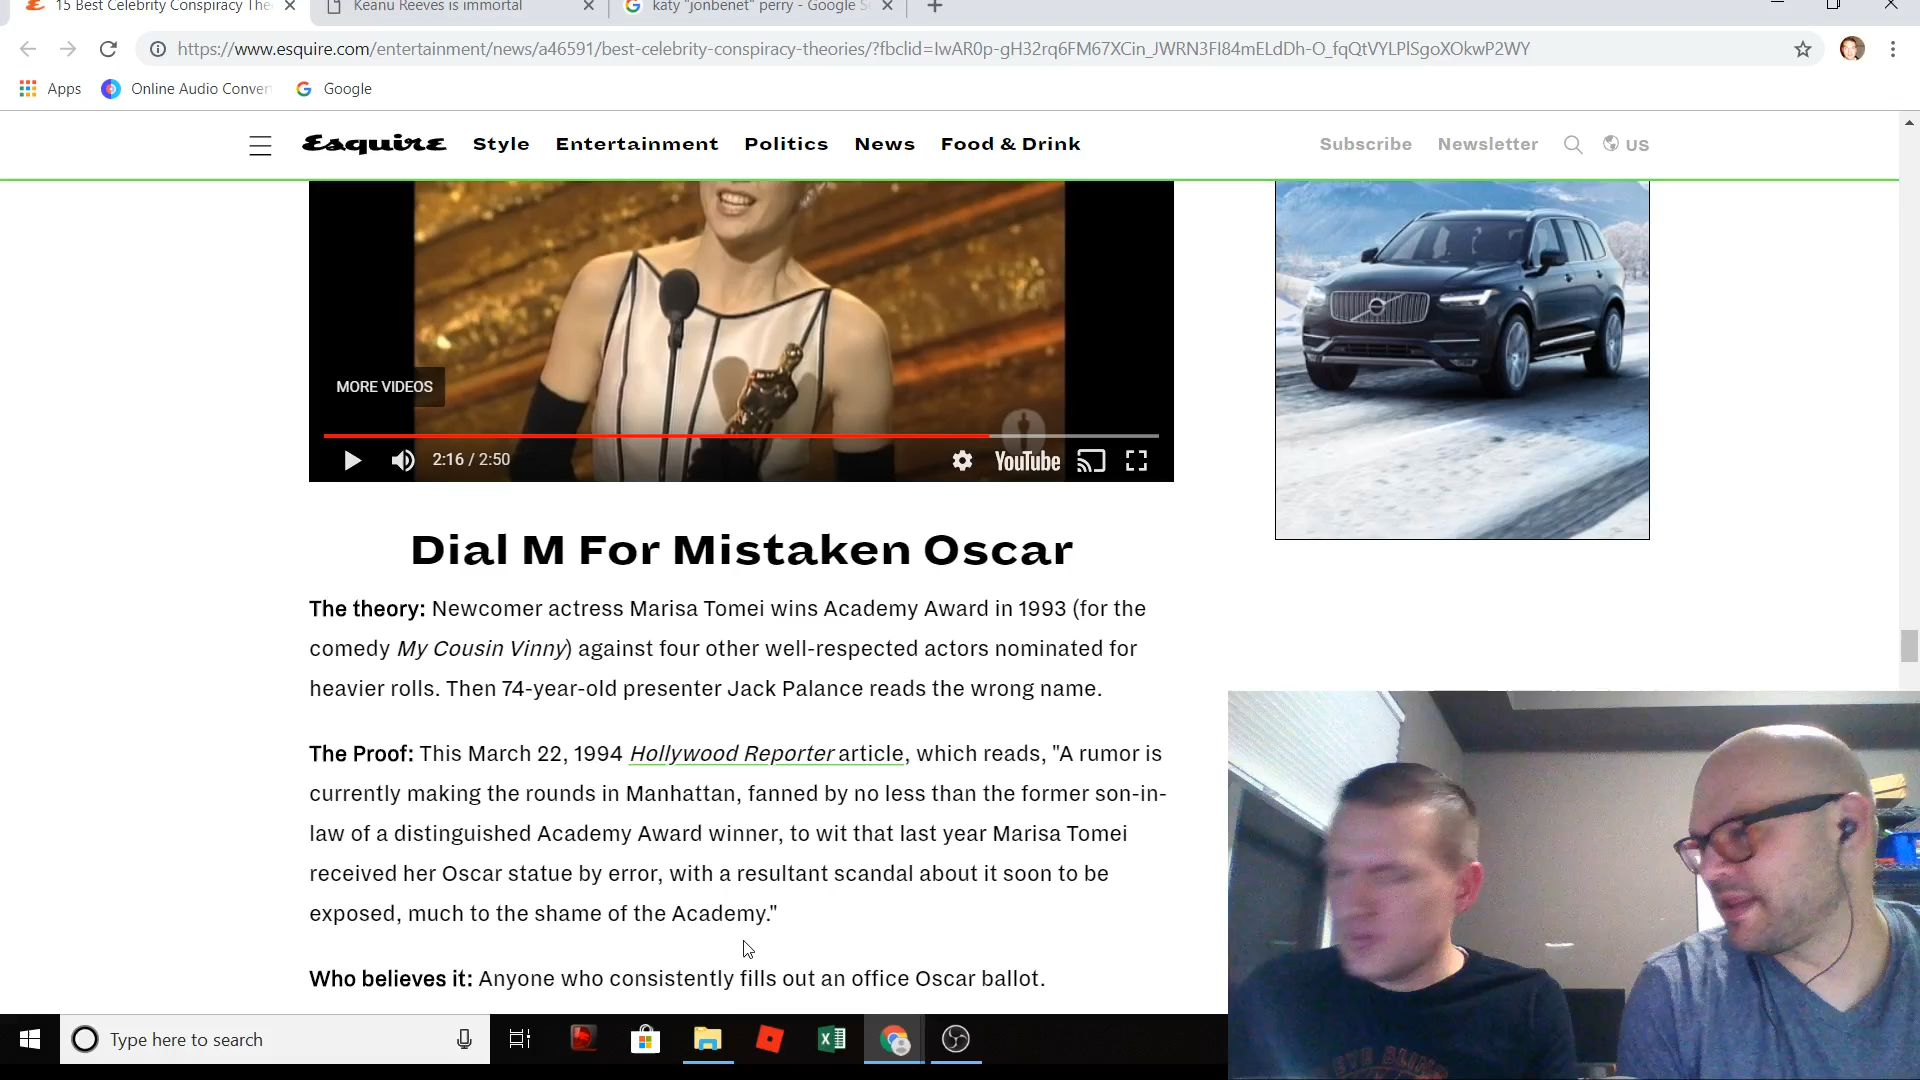 15 Best Celebrity Conspiracy The
Keanu Reeves is immortal
katy "jonbenet" perry - Google S
https://www.esquire.com/entertainment/news/a46591/best-celebrity-conspiracy-theories/?fbclid=IwAR0p-gH32rq6FM67XCin_JWRN3FI84mELdDh-O_fqQtVYLPlSgoXOkwP2WY
Apps
Online Audio Conver
Google
Esquire
Style
Entertainment
Politics
News
Food & Drink
Subscribe
Newsletter
US
MORE VIDEOS
2:16 / 2:50
YouTube
Dial M For Mistaken Oscar
The theory: Newcomer actress Marisa Tomei wins Academy Award in 1993 (for the
comedy My Cousin Vinny) against four other well-respected actors nominated for
heavier rolls. Then 74-year-old presenter Jack Palance reads the wrong name.
The Proof: This March 22, 1994 Hollywood Reporter article, which reads, "A rumor is
currently making the rounds in Manhattan, fanned by no less than the former son-in-
law of a distinguished Academy Award winner, to wit that last year Marisa Tomei
received her Oscar statue by error, with a resultant scandal about it soon to be
exposed, much to the shame of the Academy."
Who believes it: Anyone who consistently fills out an office Oscar ballot.
Type here to search